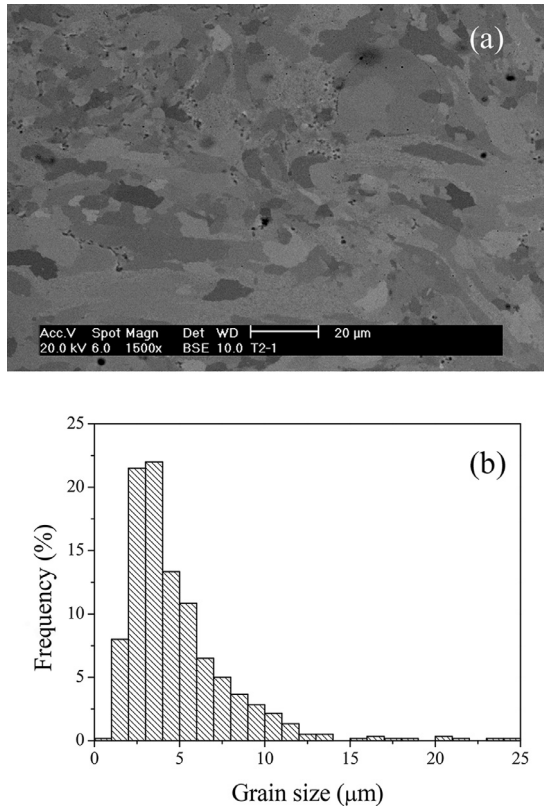 (a)
Acc.V Spot Magn Det WD 20 µm
20.0 kV 6.0 1500x BSE 10.0 T2-1
(b)
25
20
15
10
5
0
Frequency (%)
0 5 10 15 20 25
Grain size (µm)